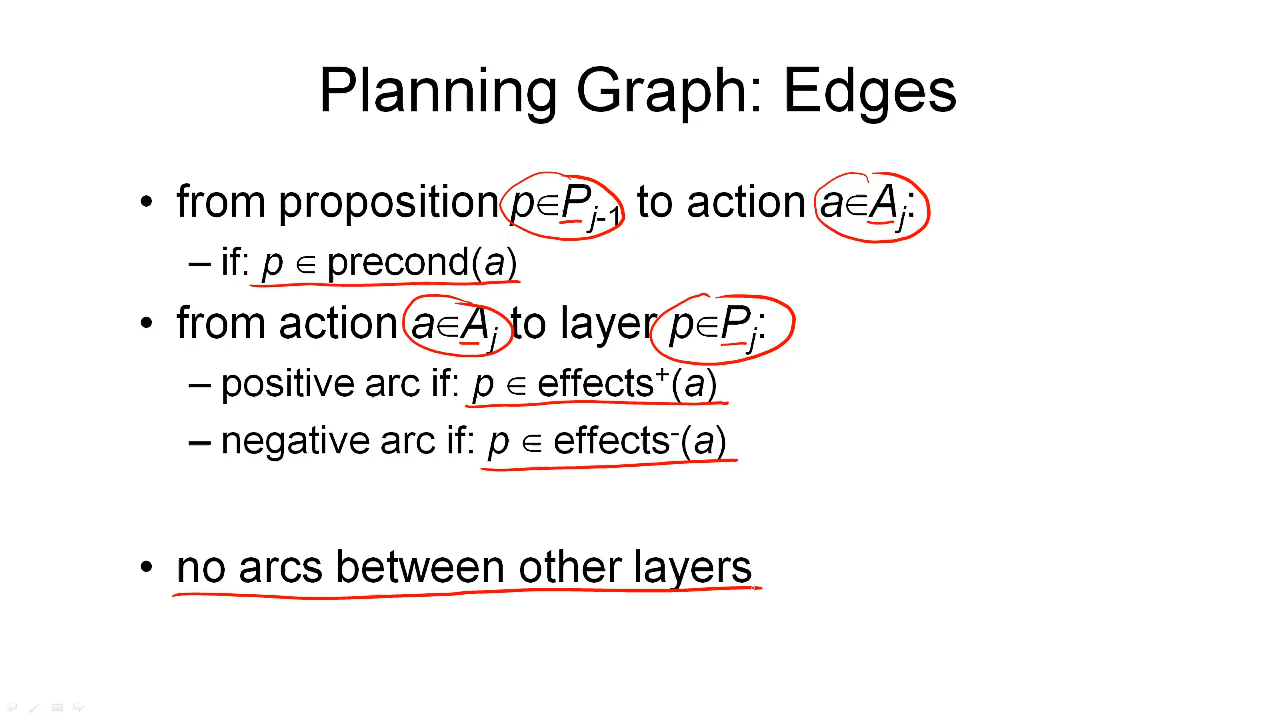 Planning Graph: Edges
• from proposition p∈Pj-1 to action a∈Aj:
– if: p ∈ precond(a)
• from action a∈Aj to layer p∈Pj:
– positive arc if: p ∈ effects+(a)
– negative arc if: p ∈ effects-(a)
• no arcs between other layers